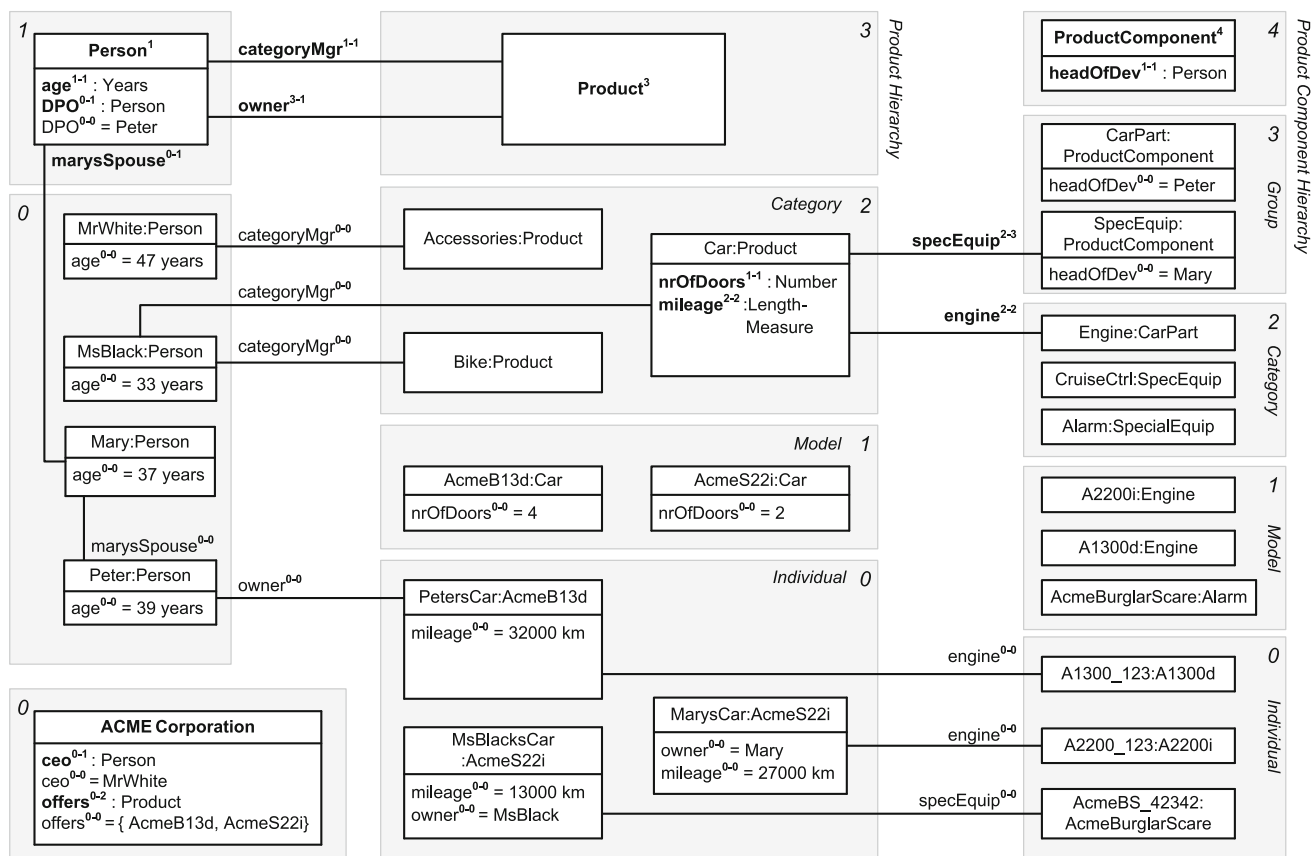 1
Person1
age1-1 : Years
DPO0-1 : Person
DPO0-0 = Peter
categoryMgr1-1
owner3-1
marysSpouse0-1
3
Product3
Product Hierarchy
4
ProductComponent4
headOfDev1-1 : Person
Product Component Hierarchy
3
Group
CarPart:
ProductComponent
headOfDev0-0 = Peter
SpecEquip:
ProductComponent
headOfDev0-0 = Mary
0
MrWhite:Person
age0-0 = 47 years
categoryMgr0-0
categoryMgr0-0
MsBlack:Person
age0-0 = 33 years
categoryMgr0-0
Mary:Person
age0-0 = 37 years
marysSpouse0-0
Peter:Person
age0-0 = 39 years
owner0-0
Category
2
Accessories:Product
Car:Product
nrOfDoors1-1 : Number
mileage2-2 :Length-
Measure
Bike:Product
specEquip2-3
engine2-2
2
Category
Engine:CarPart
CruiseCtrl:SpecEquip
Alarm:SpecialEquip
Model
1
AcmeB13d:Car
nrOfDoors0-0 = 4
AcmeS22i:Car
nrOfDoors0-0 = 2
1
Model
A2200i:Engine
A1300d:Engine
AcmeBurglarScare:Alarm
Individual
0
PetersCar:AcmeB13d
mileage0-0 = 32000 km
MarysCar:AcmeS22i
owner0-0 = Mary
mileage0-0 = 27000 km
MsBlacksCar
:AcmeS22i
mileage0-0 = 13000 km
owner0-0 = MsBlack
engine0-0
engine0-0
specEquip0-0
0
Individual
A1300_123:A1300d
A2200_123:A2200i
AcmeBS_42342:
AcmeBurglarScare
0
ACME Corporation
ceo0-1 : Person
ceo0-0 = MrWhite
offers0-2 : Product
offers0-0 = { AcmeB13d, AcmeS22i}